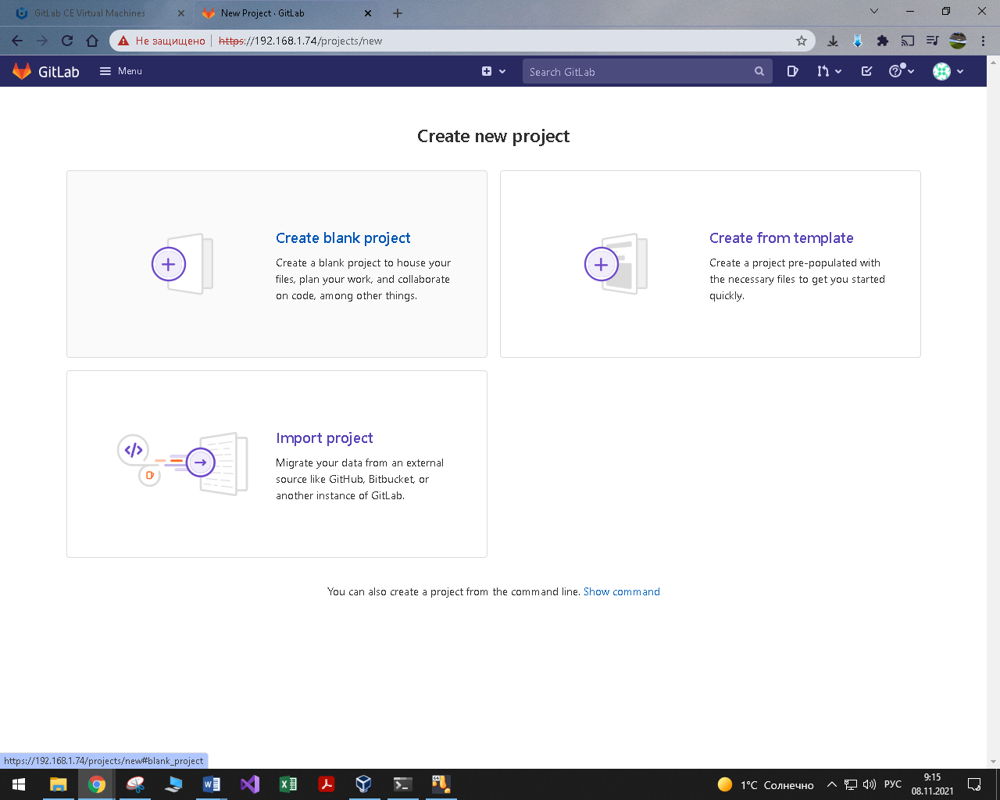 GitLab CE Virtual Machines
New Project · GitLab
Не защищено
https://192.168.1.74/projects/new
GitLab
Menu
Search GitLab
Create new project
Create blank project
Create a blank project to house your
files, plan your work, and collaborate
on code, among other things.
Create from template
Create a project pre-populated with
the necessary files to get you started
quickly.
Import project
Migrate your data from an external
source like GitHub, Bitbucket, or
another instance of GitLab.
You can also create a project from the command line. Show command
https://192.168.1.74/projects/new#blank_project
1°C Солнечно
РУС
9:15
08.11.2021